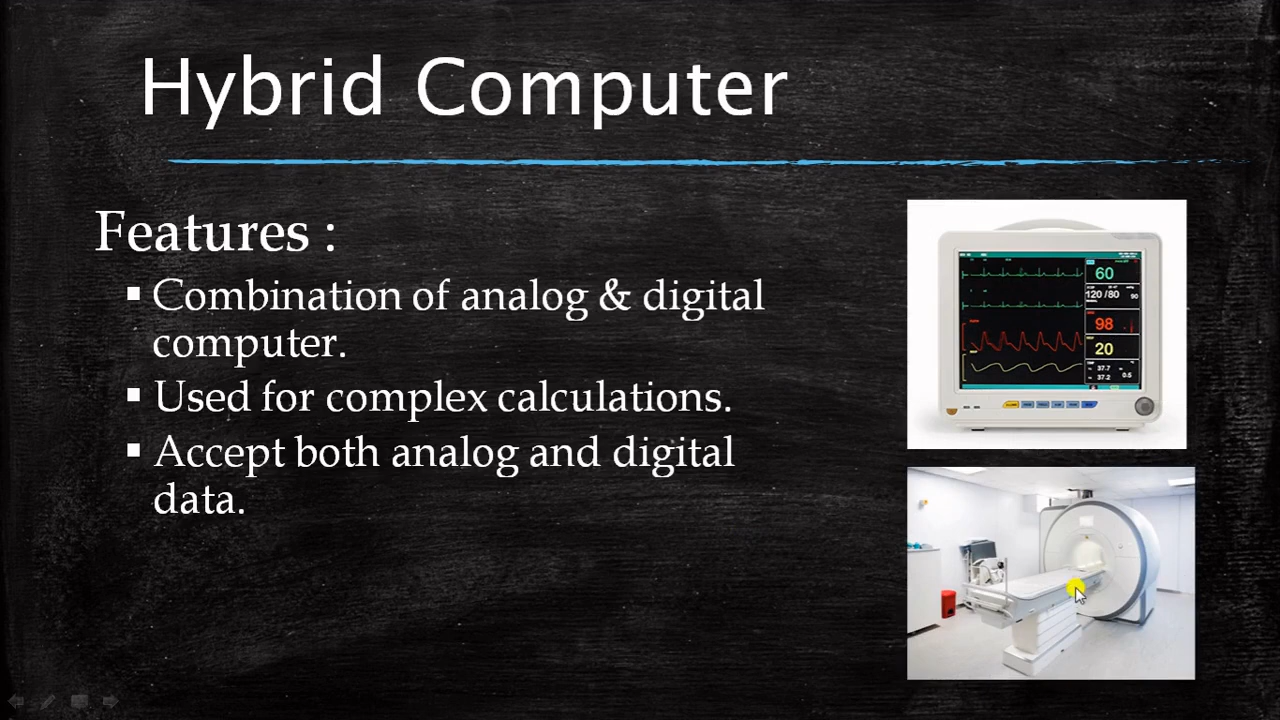 Hybrid Computer
Features :
▪ Combination of analog & digital
computer.
▪ Used for complex calculations.
▪ Accept both analog and digital
data.
60
120/80
90
98
20
37.7
37.2
0.5